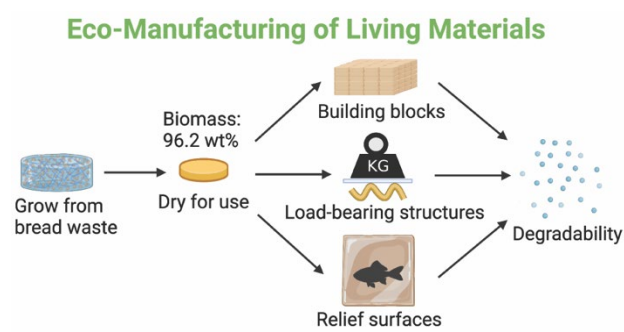 Eco-Manufacturing of Living Materials
Biomass:
96.2 wt%
Building blocks
KG
Grow from
bread waste
Dry for use
Load-bearing structures
Degradability
Relief surfaces